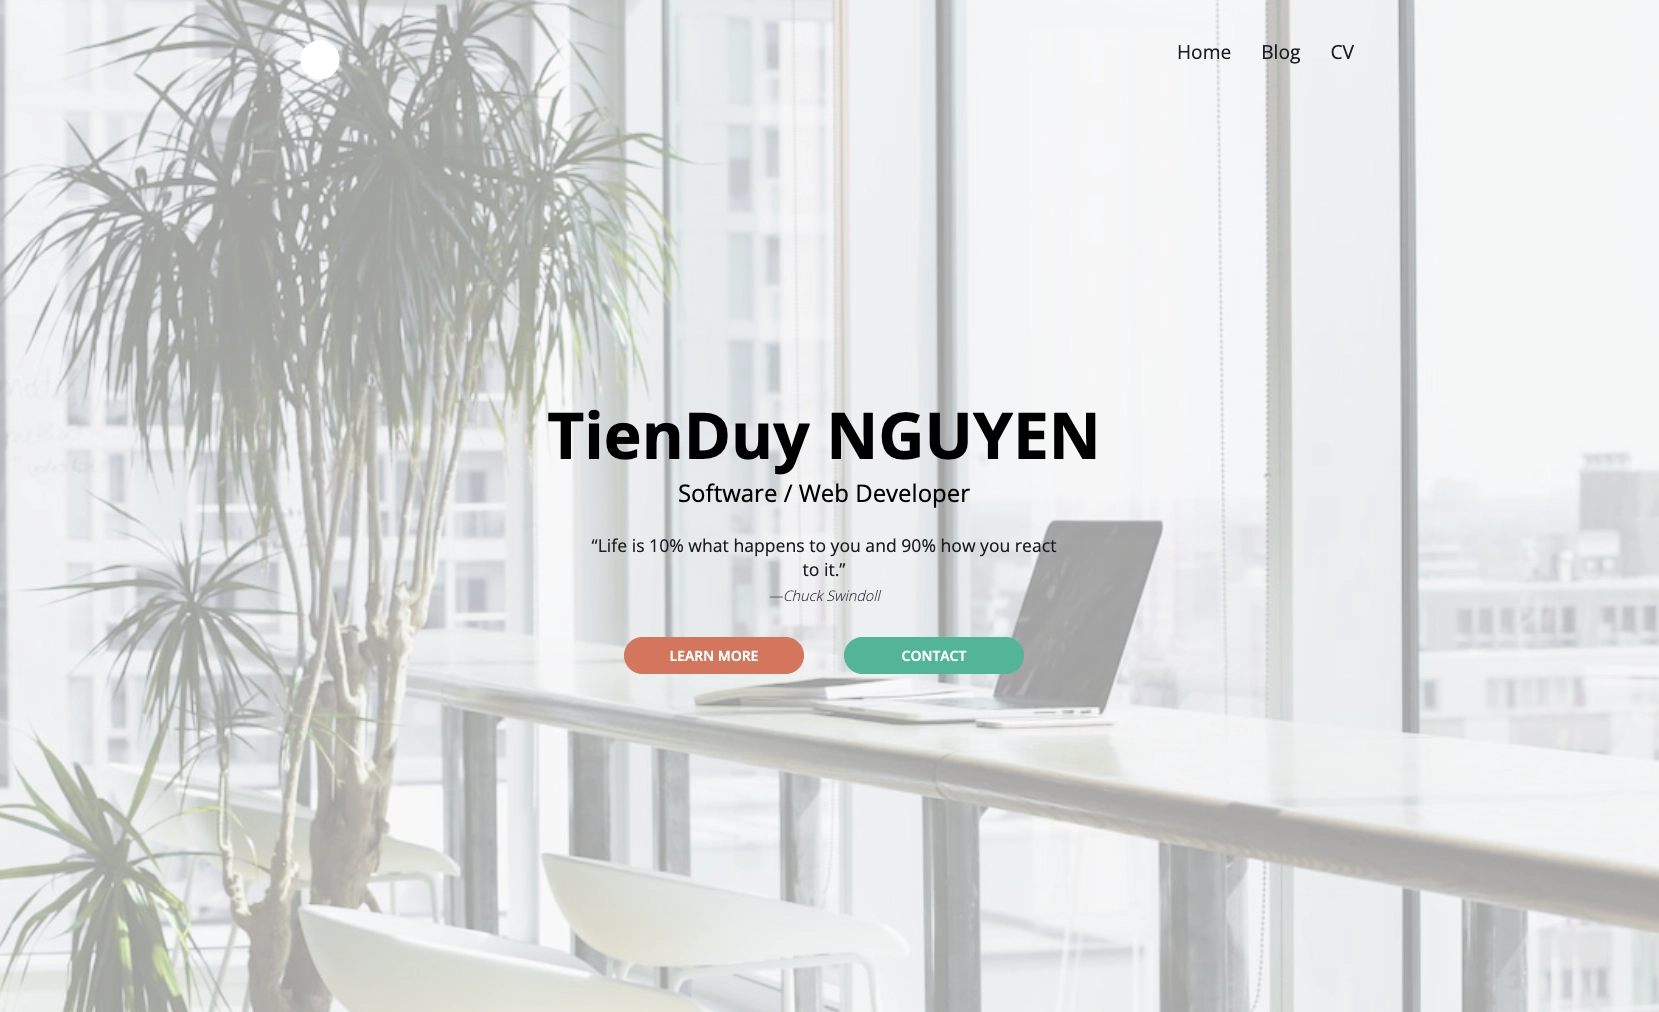 Home Blog CV
TienDuy NGUYEN
Software / Web Developer
“Life is 10% what happens to you and 90% how you react
to it.”
—Chuck Swindoll
LEARN MORE CONTACT